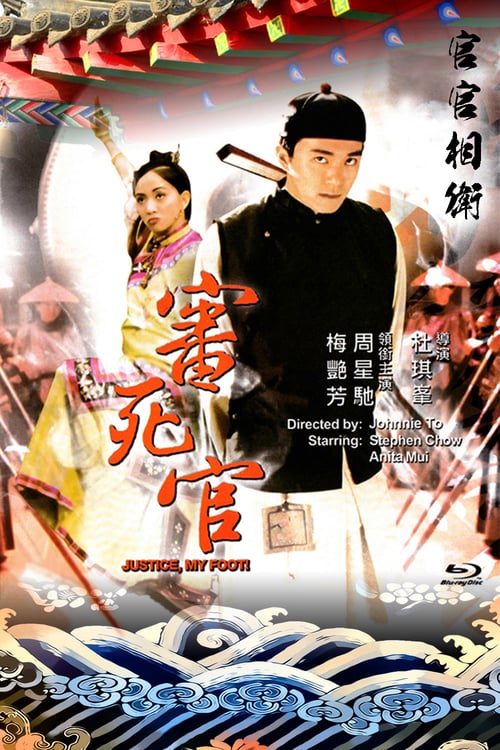 官官相衛
審死官
JUSTICE, MY FOOT!
導演
杜琪峯
領銜主演
周星馳
梅艷芳
Directed by: Johnnie To
Starring: Stephen Chow
Anita Mui
Blu-ray Disc